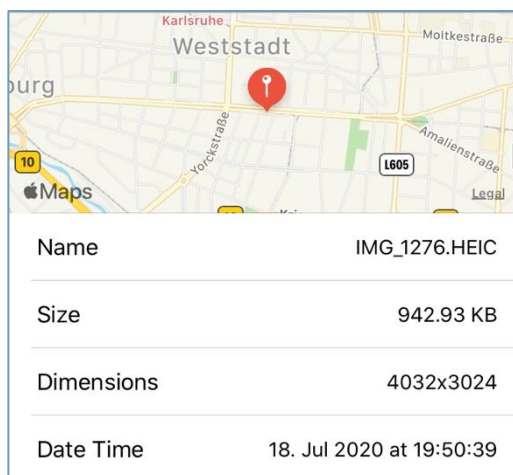 Karlsruhe
Weststadt
Moltkestraße
burg
Yorckstraße
Amalienstraße
10
L605
Maps
Legal
Name IMG_1276.HEIC
Size 942.93 KB
Dimensions 4032x3024
Date Time 18. Jul 2020 at 19:50:39